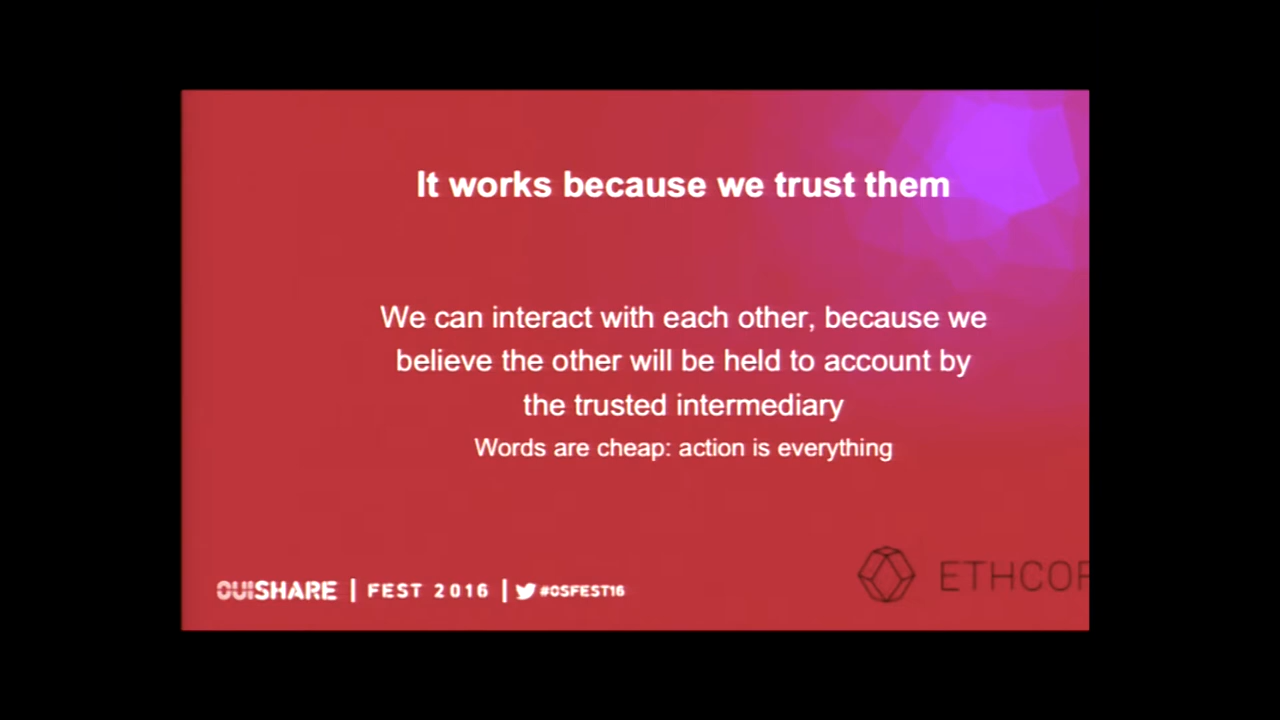 It works because we trust them
We can interact with each other, because we
believe the other will be held to account by
the trusted intermediary
Words are cheap: action is everything
OUISHARE | FEST 2016 | #OSFEST16
ETHCOR